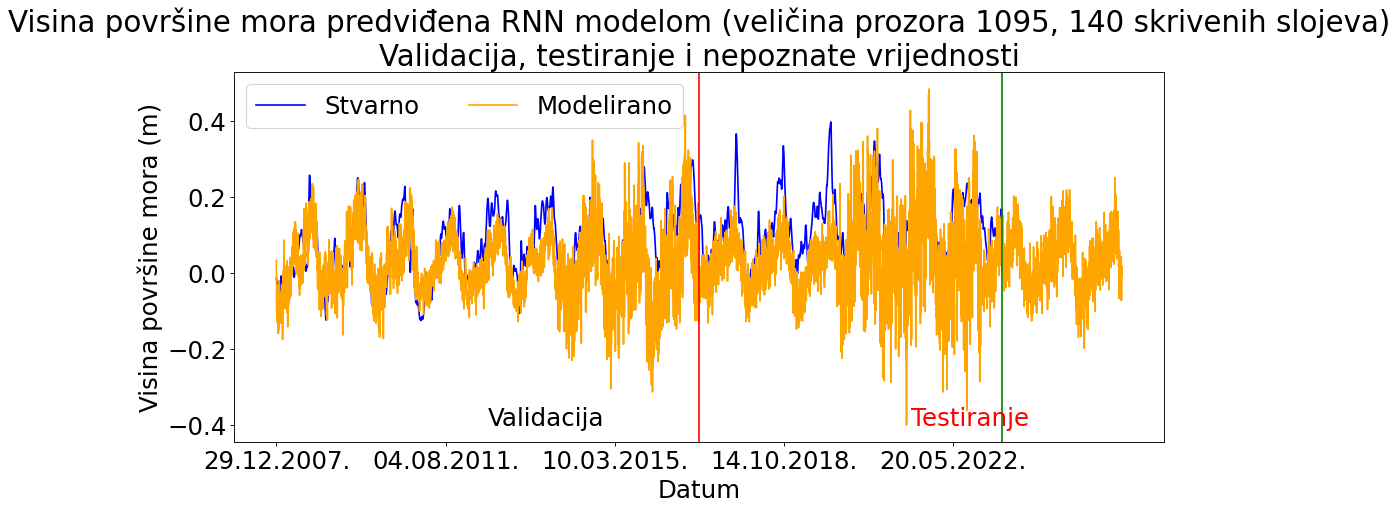 Visina površine mora predviđena RNN modelom (veličina prozora 1095, 140 skrivenih slojeva)
Validacija, testiranje i nepoznate vrijednosti
Stvarno Modelirano
Visina površine mora (m)
0.4
0.2
0.0
−0.2
−0.4
Validacija
Testiranje
29.12.2007. 04.08.2011. 10.03.2015. 14.10.2018. 20.05.2022.
Datum